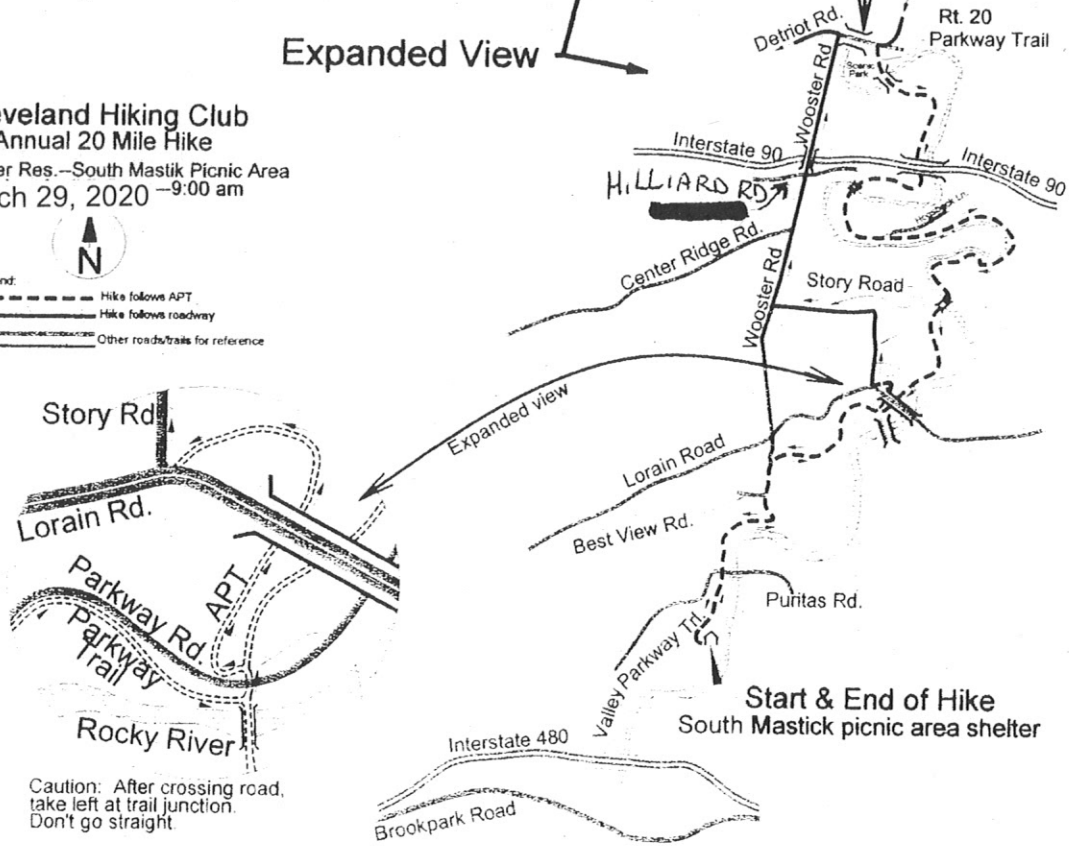 Expanded View
eveland Hiking Club
Annual 20 Mile Hike
er Res.--South Mastik Picnic Area
ch 29, 2020 –9:00 am
N
nd:
Hike follows APT
Hike follows roadway
Other roads/trails for reference
Detriot Rd.
Rt. 20
Parkway Trail
Scenic
Park
Wooster Rd
Interstate 90
Interstate 90
HILLIARD RD
Center Ridge Rd.
Wooster Rd
Story Road
Expanded view
Lorain Road
Best View Rd.
Puritas Rd.
Valley Parkway Trl.
Start & End of Hike
South Mastick picnic area shelter
Interstate 480
Brookpark Road
Story Rd
Lorain Rd.
APT
Parkway Rd.
Parkway
Trail
Rocky River
Caution: After crossing road,
take left at trail junction.
Don't go straight.